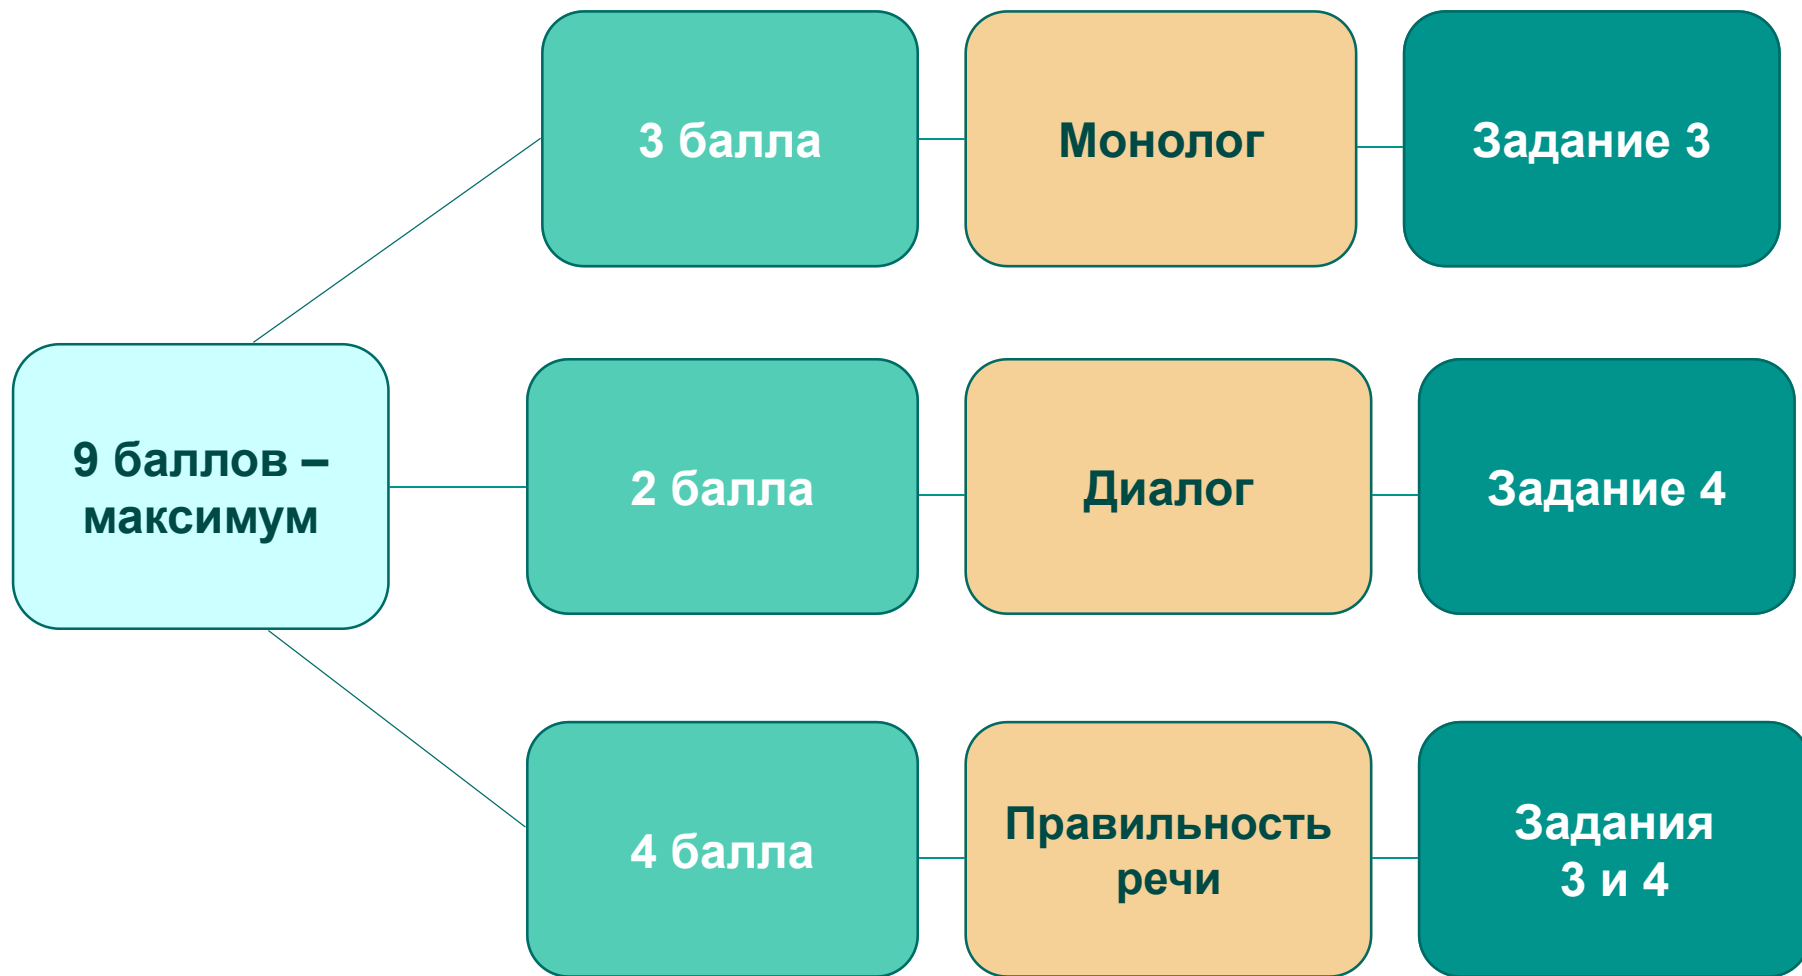 3 балла
Монолог
Задание 3
9 баллов –
максимум
2 балла
Диалог
Задание 4
4 балла
Правильность
речи
Задания
3 и 4